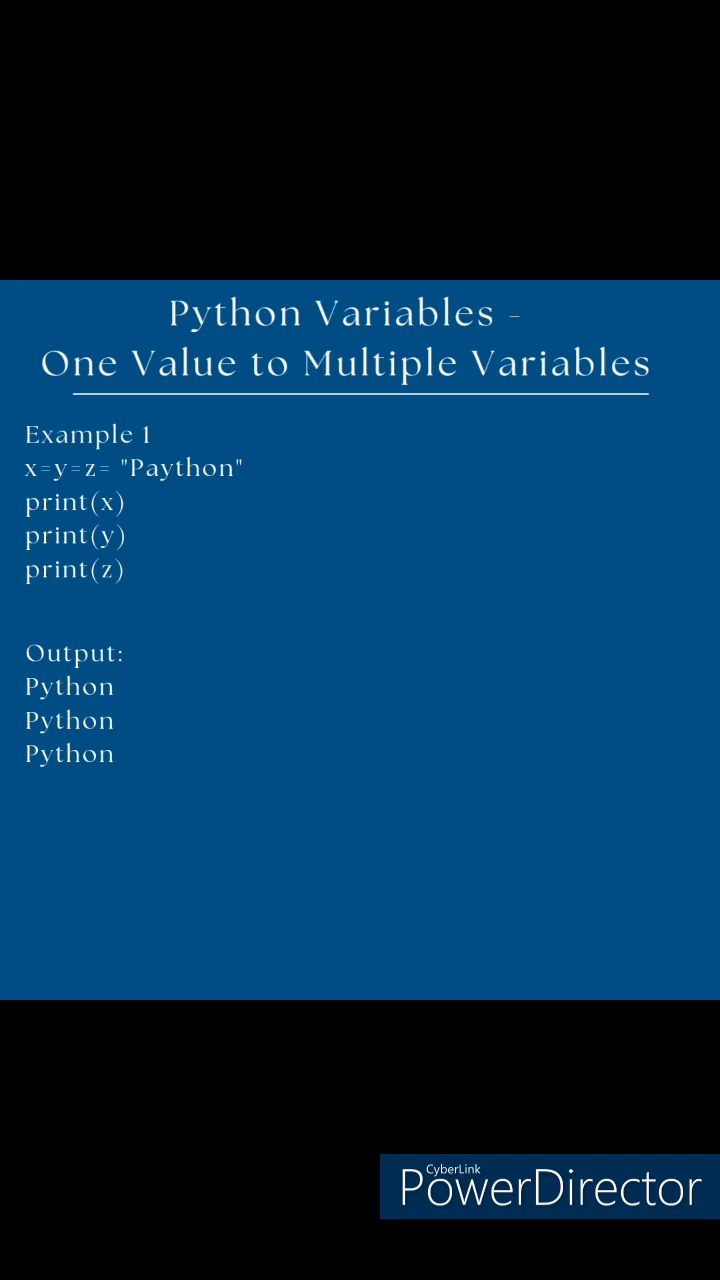 Python Variables -
One Value to Multiple Variables
Example 1
x=y=z= "Paython"
print(x)
print(y)
print(z)
Output:
Python
Python
Python
CyberLink
PowerDirector